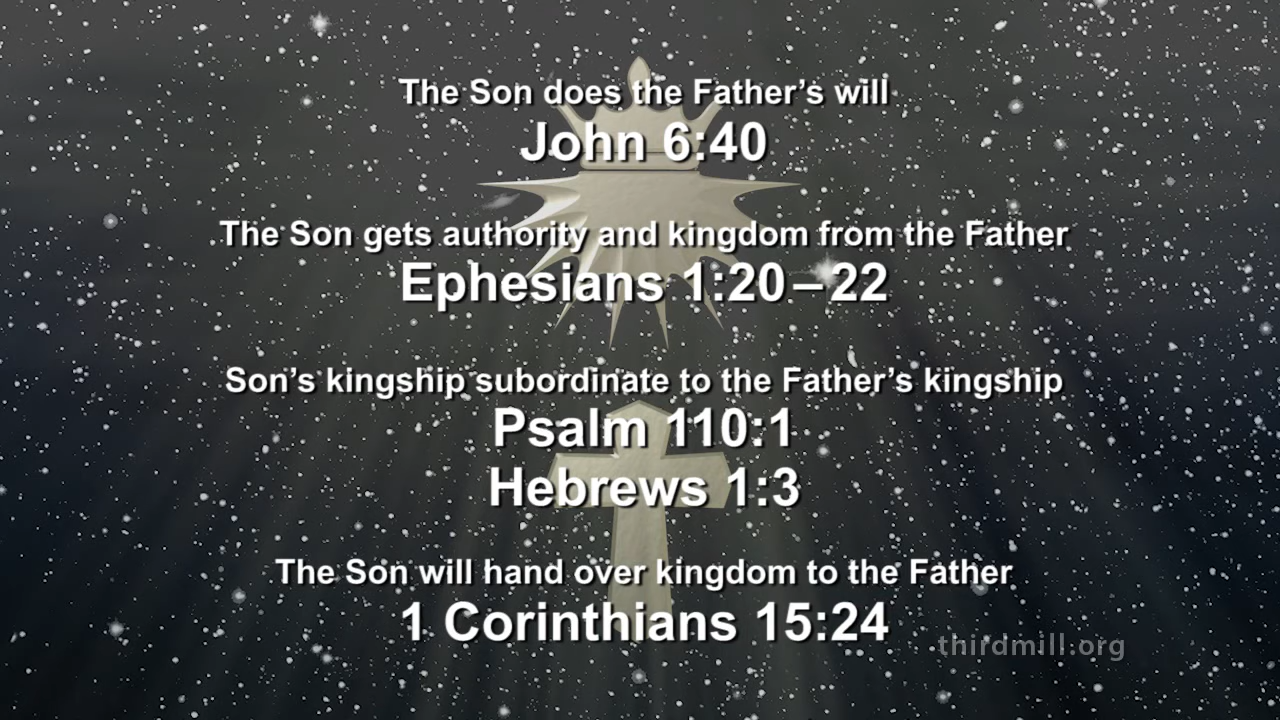 The Son does the Father’s will
John 6:40
The Son gets authority and kingdom from the Father
Ephesians 1:20–22
Son’s kingship subordinate to the Father’s kingship
Psalm 110:1
Hebrews 1:3
The Son will hand over kingdom to the Father
1 Corinthians 15:24
thirdmill.org